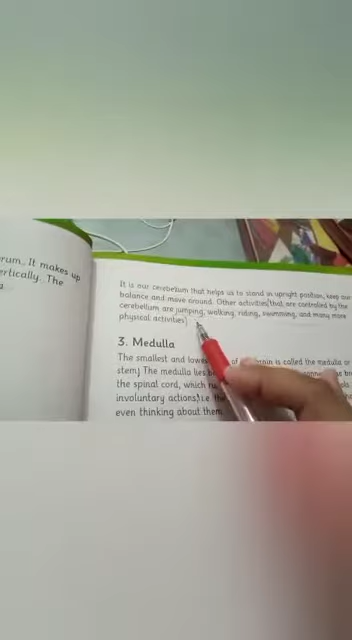 rum. It makes up
ertically. The
It is our cerebellum that helps us to stand in upright position, keep our
balance and move around. Other activities that are controlled by the
cerebellum are jumping, walking, riding, swimming, and many more
physical activities)
3. Medulla
The smallest and lowe of brain is called the medulla or
stem. The medulla lies be the br
the spinal cord, which
involuntary actions, i.e. the
even thinking about them